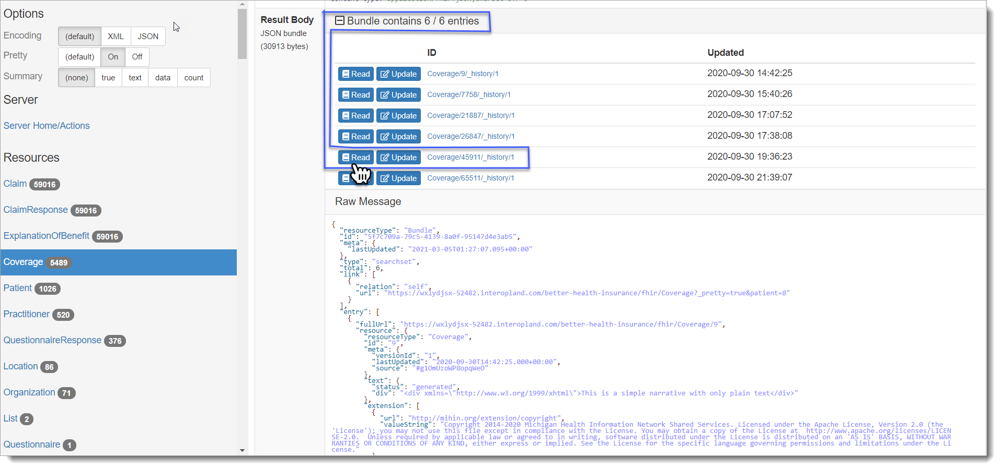 Options
Encoding (default) XML JSON
Pretty (default) On Off
Summary (none) true text data count
Server
Server Home/Actions
Resources
Claim 59016
ClaimResponse 59016
ExplanationOfBenefit 59016
Coverage 5489
Patient 1026
Practitioner 520
QuestionnaireResponse 376
Location 86
Organization 71
List 2
Questionnaire 1
Result Body
JSON bundle
(30913 bytes)
Bundle contains 6 / 6 entries
ID Updated
Read Update Coverage/9/_history/1 2020-09-30 14:42:25
Read Update Coverage/7758/_history/1 2020-09-30 15:40:26
Read Update Coverage/21887/_history/1 2020-09-30 17:07:52
Read Update Coverage/26847/_history/1 2020-09-30 17:38:08
Read Update Coverage/45911/_history/1 2020-09-30 19:36:23
Update Coverage/65511/_history/1 2020-09-30 21:39:07
Raw Message
{
"resourceType": "Bundle",
"id": "5f7c709a-79c5-4139-8a0f-95147d4e3ab5",
"meta": {
"lastUpdated": "2021-03-05T01:27:07.095+00:00"
},
"type": "searchset",
"total": 6,
"link": [
{
"relation": "self",
"url": "https://wxlydjsx-52482.interopland.com/better-health-insurance/fhir/Coverage?_pretty=true&patient=8"
}
],
"entry": [
{
"fullUrl": "https://wxlydjsx-52482.interopland.com/better-health-insurance/fhir/Coverage/9",
"resource": {
"resourceType": "Coverage",
"id": "9",
"meta": {
"versionId": "1",
"lastUpdated": "2020-09-30T14:42:25.000+00:00",
"source": "#g1OmUzoWP8opqWeO"
},
"text": {
"status": "generated",
"div": "<div xmlns=\"http://www.w3.org/1999/xhtml\">This is a simple narrative with only plain text</div>"
},
"extension": [
{
"url": "http://mihin.org/extension/copyright",
"valueString": "Copyright 2014-2020 Michigan Health Information Network Shared Services. Licensed under the Apache License, Version 2.0 (the
'License'); you may not use this file except in compliance with the License. You may obtain a copy of the License at  http://www.apache.org/licenses/LICEN
SE-2.0.  Unless required by applicable law or agreed to in writing, software distributed under the License is distributed on an 'AS IS' BASIS, WITHOUT WAR
RANTIES OR CONDITIONS OF ANY KIND, either express or implied. See the License for the specific language governing permissions and limitations under the Li
cense."